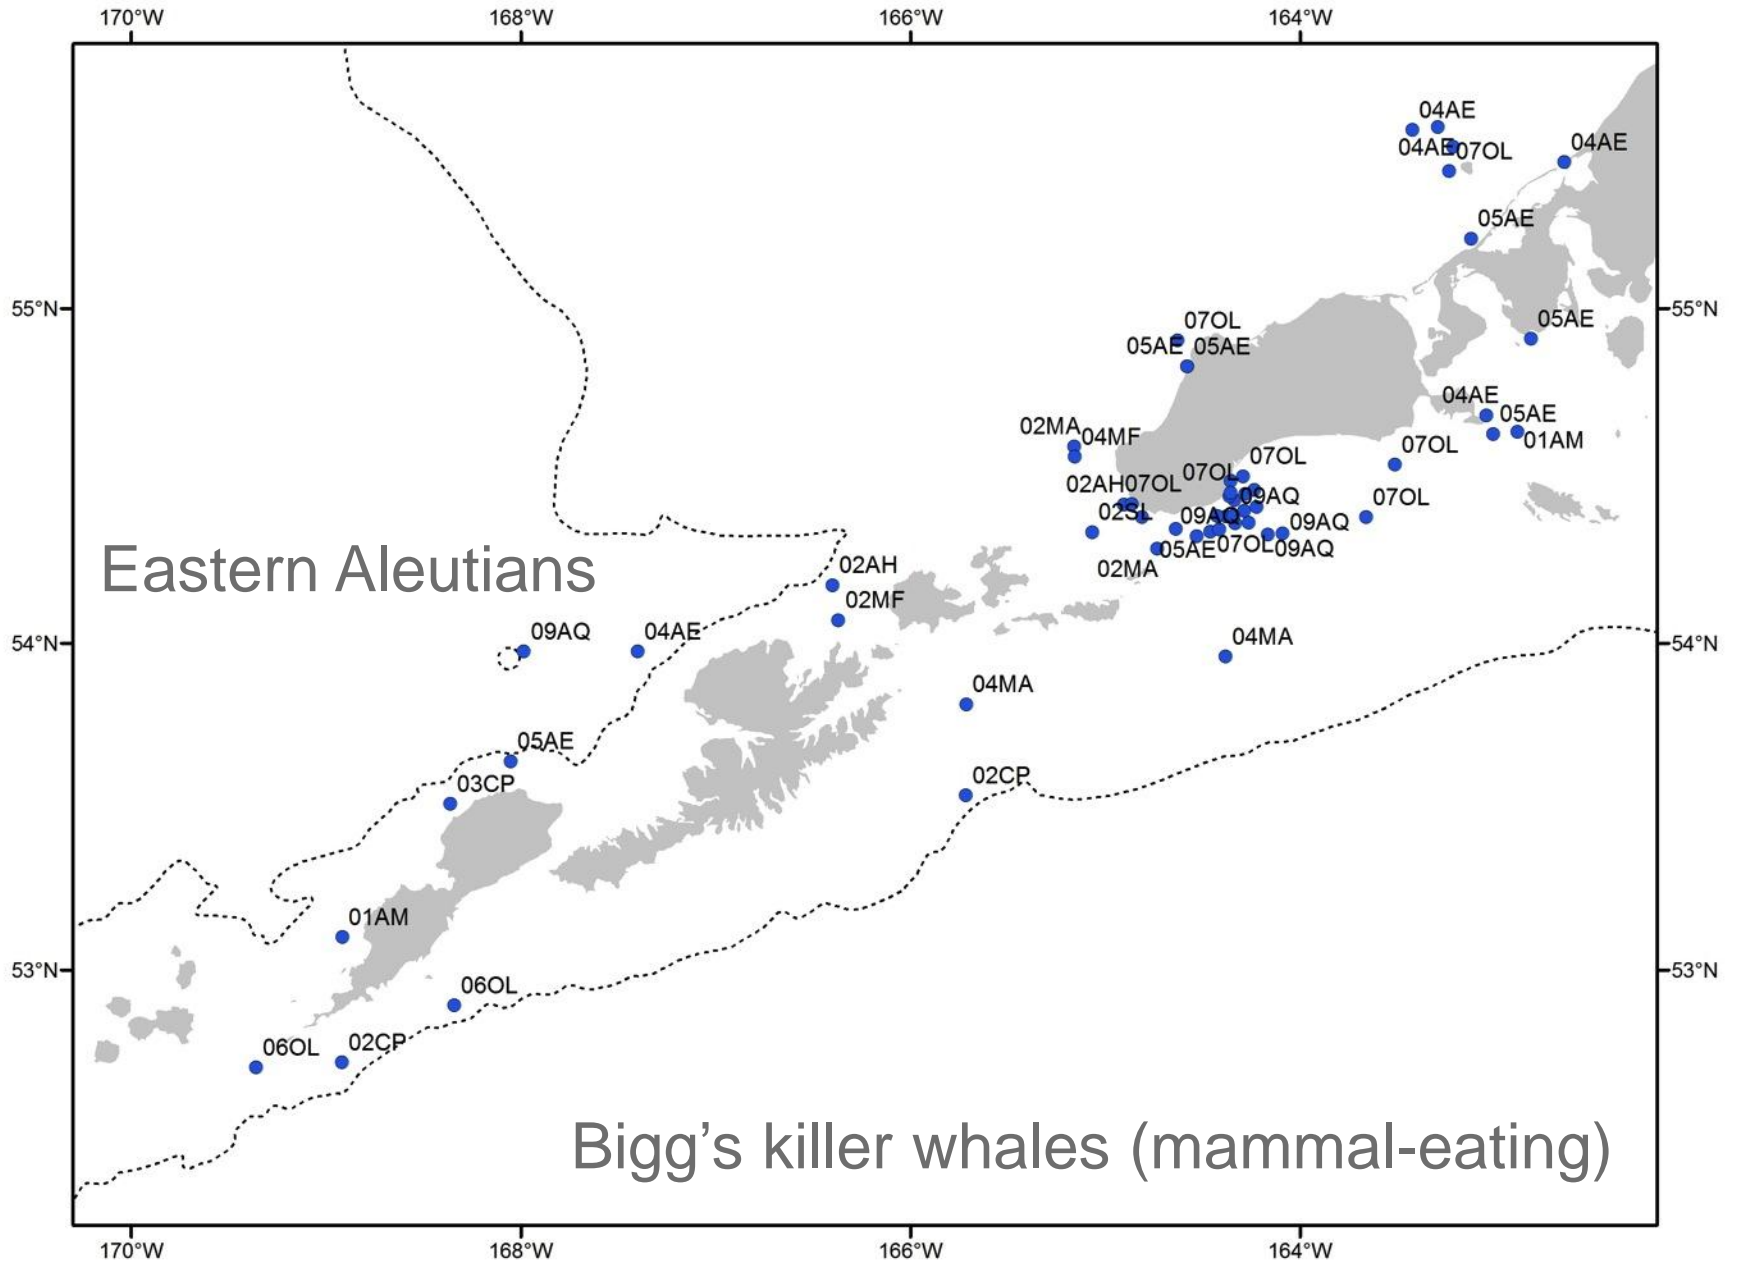 170°W 168°W 166°W 164°W
04AE
04AE 07OL
04AE
05AE
55°N 55°N
07OL
05AE
05AE 05AE
04AE
05AE
02MA 04MF
01AM
07OL
07OL
07OL
02AH 07OL
09AQ
07OL
02SL
09AQ
09AQ
05AE 07OL 09AQ
02MA
Eastern Aleutians
02AH
02MF
09AQ 04AE
04MA
54°N 54°N
04MA
05AE
03CP
02CP
01AM
53°N 53°N
06OL
06OL 02CP
Bigg's killer whales (mammal-eating)
170°W 168°W 166°W 164°W